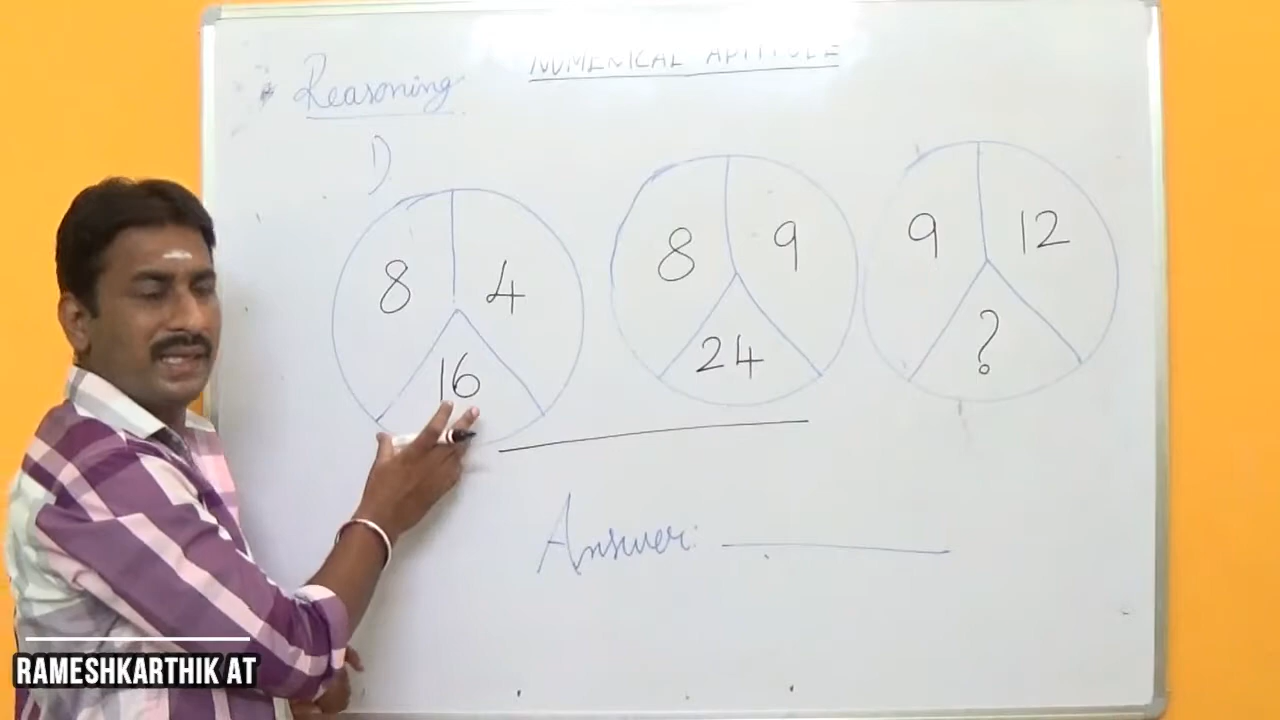 NUMERICAL APTITUDE
Reasoning
1)
8 4
16
8 9
24
9 12
?
Answer:
RAMESHKARTHIK AT